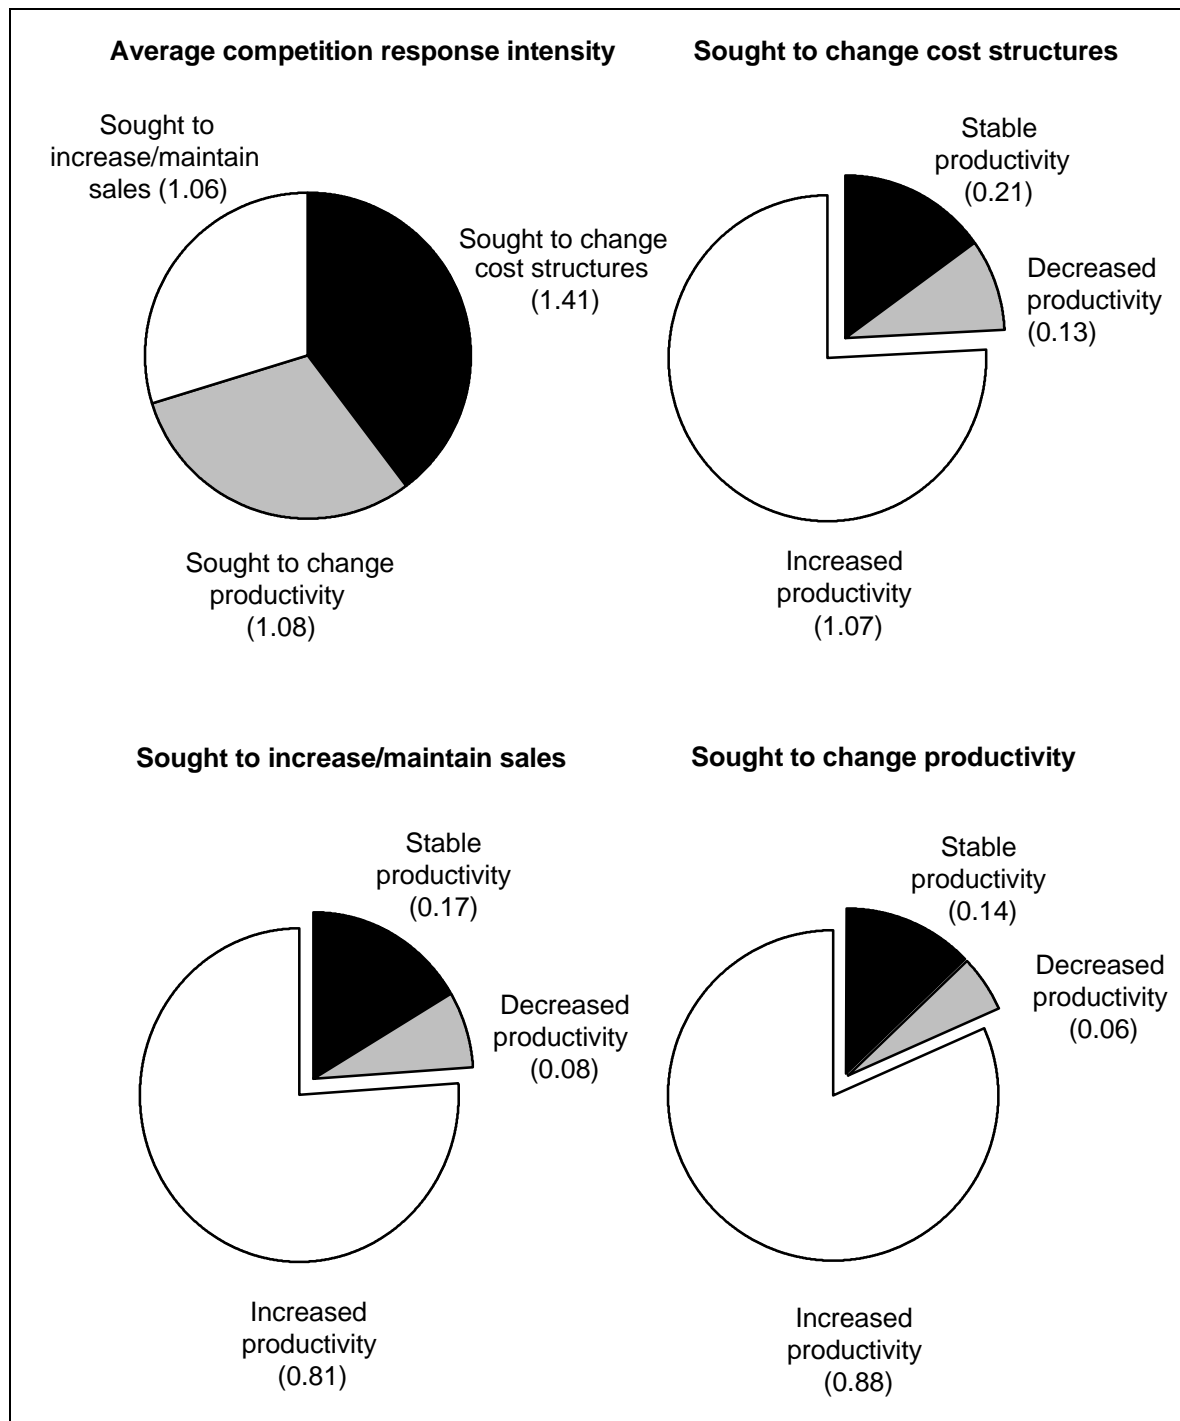 Average competition response intensity
Sought to
increase/maintain
sales (1.06)
Sought to change
cost structures
(1.41)
Sought to change
productivity
(1.08)
Sought to change cost structures
Stable
productivity
(0.21)
Decreased
productivity
(0.13)
Increased
productivity
(1.07)
Sought to increase/maintain sales
Stable
productivity
(0.17)
Decreased
productivity
(0.08)
Increased
productivity
(0.81)
Sought to change productivity
Stable
productivity
(0.14)
Decreased
productivity
(0.06)
Increased
productivity
(0.88)